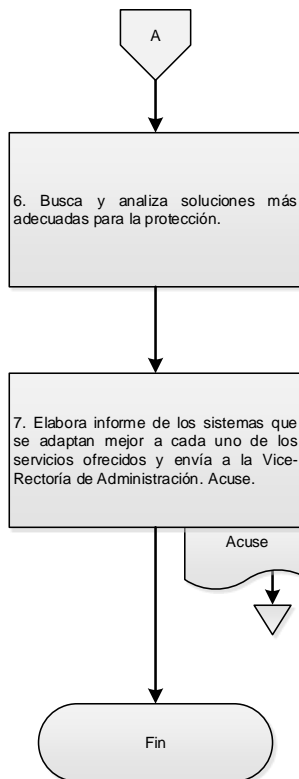 A
6. Busca y analiza soluciones más
adecuadas para la protección.
7. Elabora informe de los sistemas que
se adaptan mejor a cada uno de los
servicios ofrecidos y envía a la Vice-
Rectoría de Administración. Acuse.
Acuse
Fin